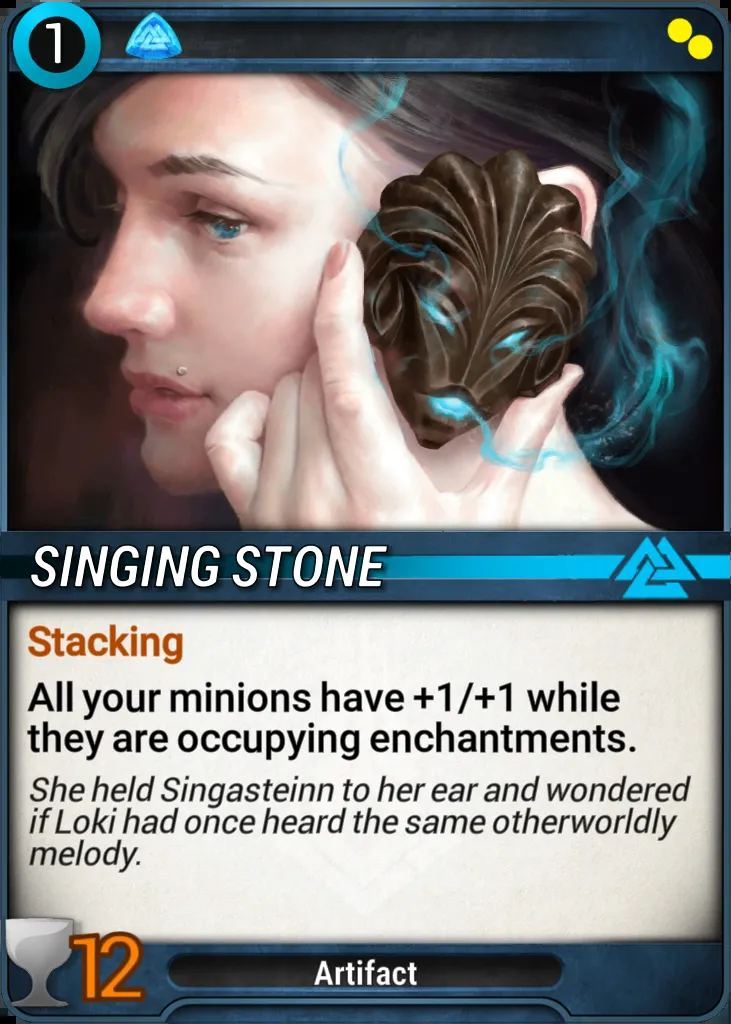 1
SINGING STONE
Stacking
All your minions have +1/+1 while
they are occupying enchantments.
She held Singasteinn to her ear and wondered
if Loki had once heard the same otherworldly
melody.
12
Artifact